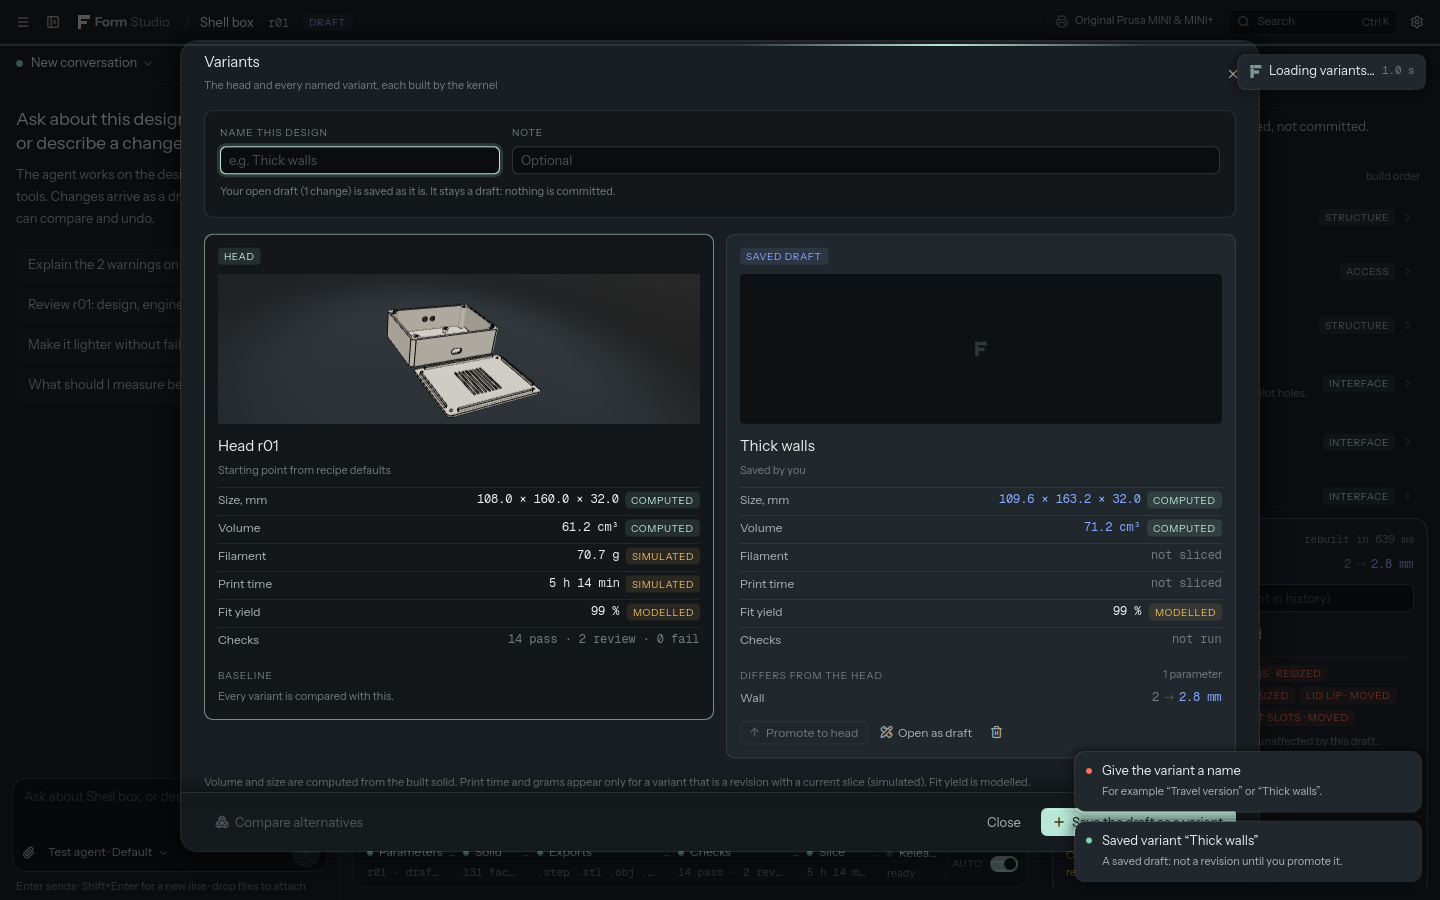 Form Studio / Shell box r01 DRAFT
Original Prusa MINI & MINI+
Search Ctrl K
New conversation
Ask about this design
or describe a change
The agent works on the
tools. Changes arrive as a
can compare and undo.
Explain the 2 warnings on
Review r01: design,
Make it lighter without
What should I measure
Ask about Shell box, or
Test agent · Default
Enter sends · Shift+Enter for a new line · drop files to attach
Variants
The head and every named variant, each built by the kernel
Loading variants… 1.0 s
NAME THIS DESIGN
e.g. Thick walls
NOTE
Optional
Your open draft (1 change) is saved as it is. It stays a draft: nothing is committed.
HEAD
Head r01
Starting point from recipe defaults
Size, mm 108.0 × 160.0 × 32.0 COMPUTED
Volume 61.2 cm³ COMPUTED
Filament 70.7 g SIMULATED
Print time 5 h 14 min SIMULATED
Fit yield 99 % MODELLED
Checks 14 pass · 2 review · 0 fail
BASELINE
Every variant is compared with this.
SAVED DRAFT
Thick walls
Saved by you
Size, mm 109.6 × 163.2 × 32.0 COMPUTED
Volume 71.2 cm³ COMPUTED
Filament not sliced
Print time not sliced
Fit yield 99 % MODELLED
Checks not run
DIFFERS FROM THE HEAD 1 parameter
Wall 2 → 2.8 mm
Promote to head Open as draft
Volume and size are computed from the built solid. Print time and grams appear only for a variant that is a revision with a current slice (simulated). Fit yield is modelled.
Compare alternatives
Close
+ Save the draft as a variant
not committed.
build order
STRUCTURE
ACCESS
STRUCTURE
INTERFACE
holes.
INTERFACE
INTERFACE
rebuilt in 639 ms
2 → 2.8 mm
in history)
RESIZED
LID LIP · MOVED
SLOTS · MOVED
unaffected by this draft.
Give the variant a name
For example “Travel version” or “Thick walls”.
Saved variant “Thick walls”
A saved draft: not a revision until you promote it.
Parameters … Solid … Exports … Checks … Slice … Relea…
r01 · draf… 131 fac… .step .stl .obj … 14 pass · 2 rev… 5 h 14 m… ready
AUTO